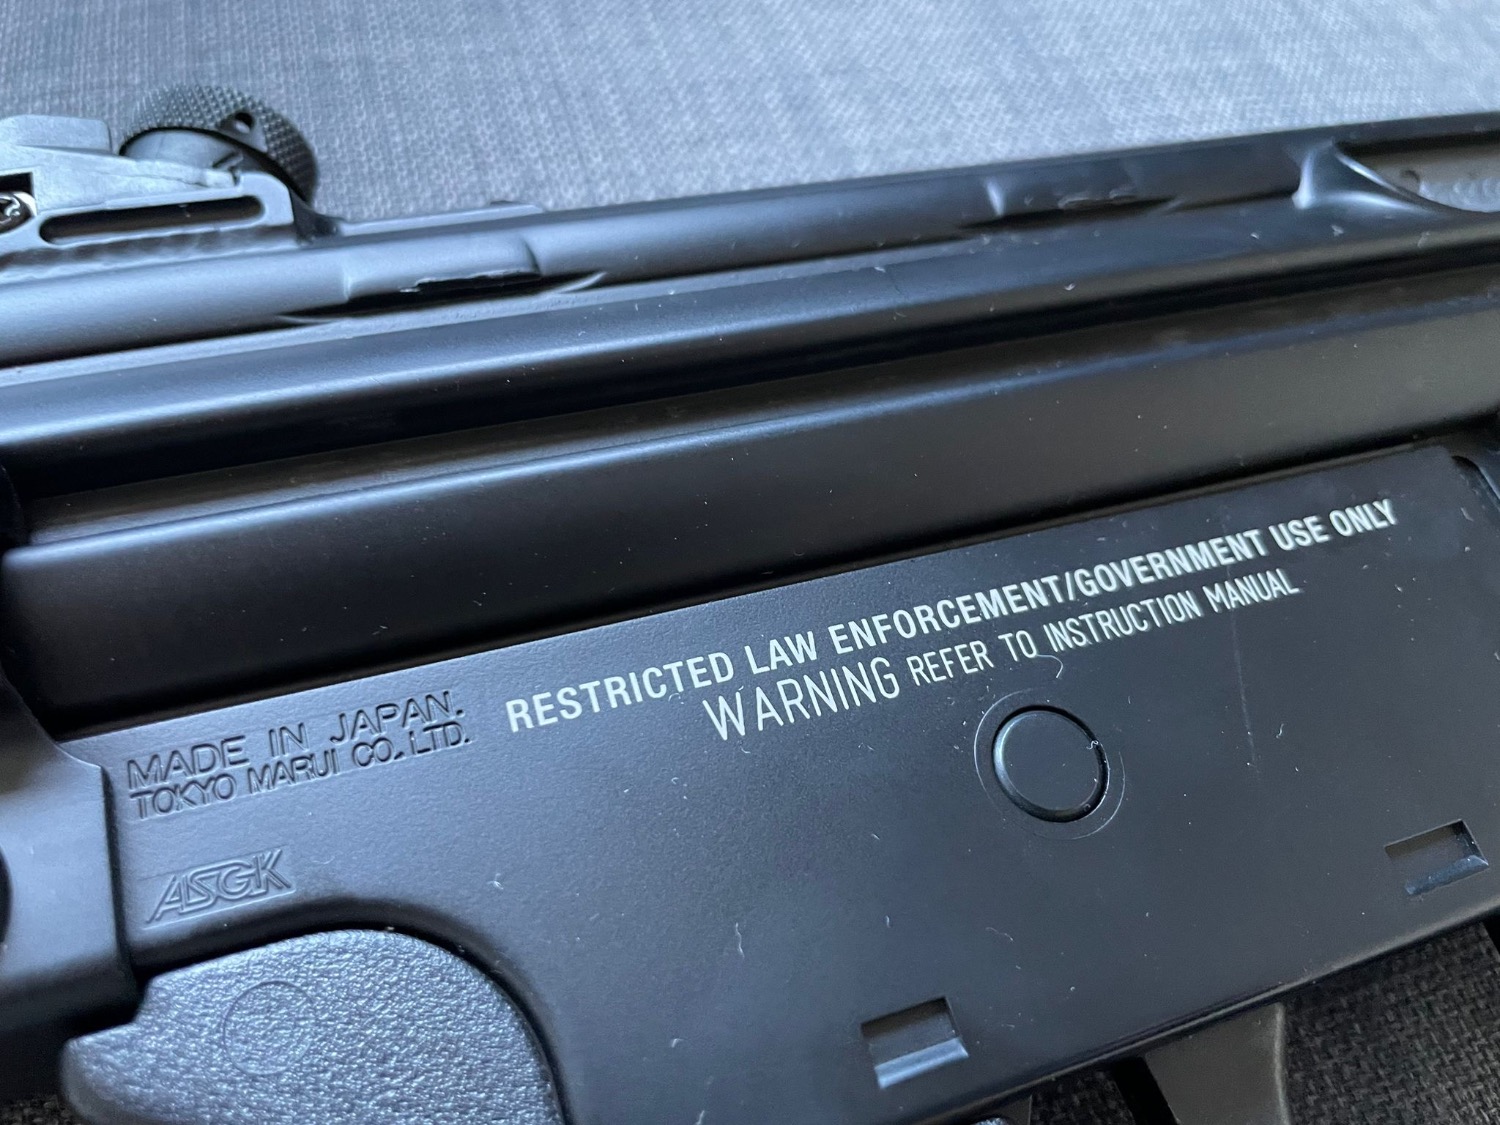 RESTRICTED LAW ENFORCEMENT/GOVERNMENT USE ONLY
WARNING REFER TO INSTRUCTION MANUAL
MADE IN JAPAN.
TOKYO MARUI CO., LTD.
ASGK